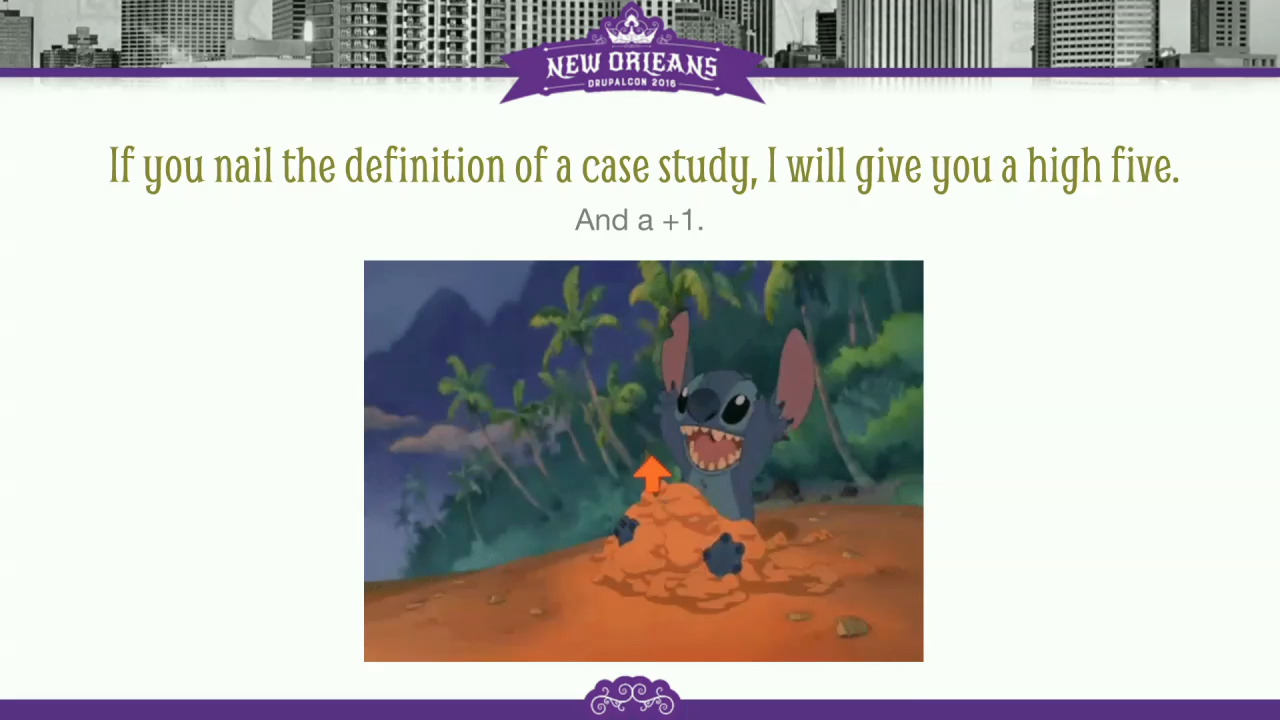 NEW ORLEANS
DRUPALCON 2016
If you nail the definition of a case study, I will give you a high five.
And a +1.